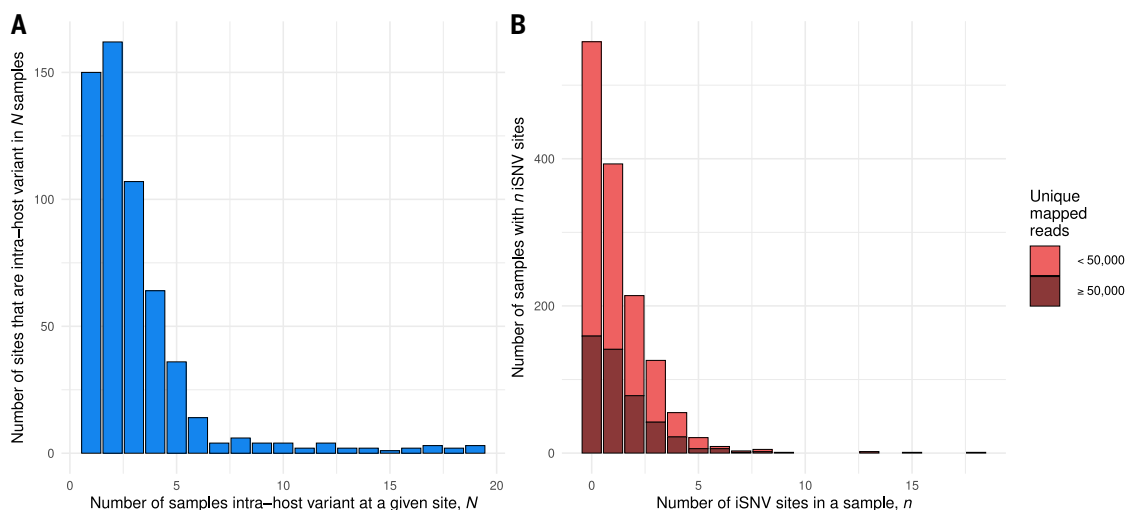 A
Number of sites that are intra−host variant in N samples
150
100
50
0
0
5
10
15
20
Number of samples intra−host variant at a given site, N
B
Number of samples with n iSNV sites
400
200
0
0
5
10
15
Number of iSNV sites in a sample, n
Unique
mapped
reads
< 50,000
≥ 50,000